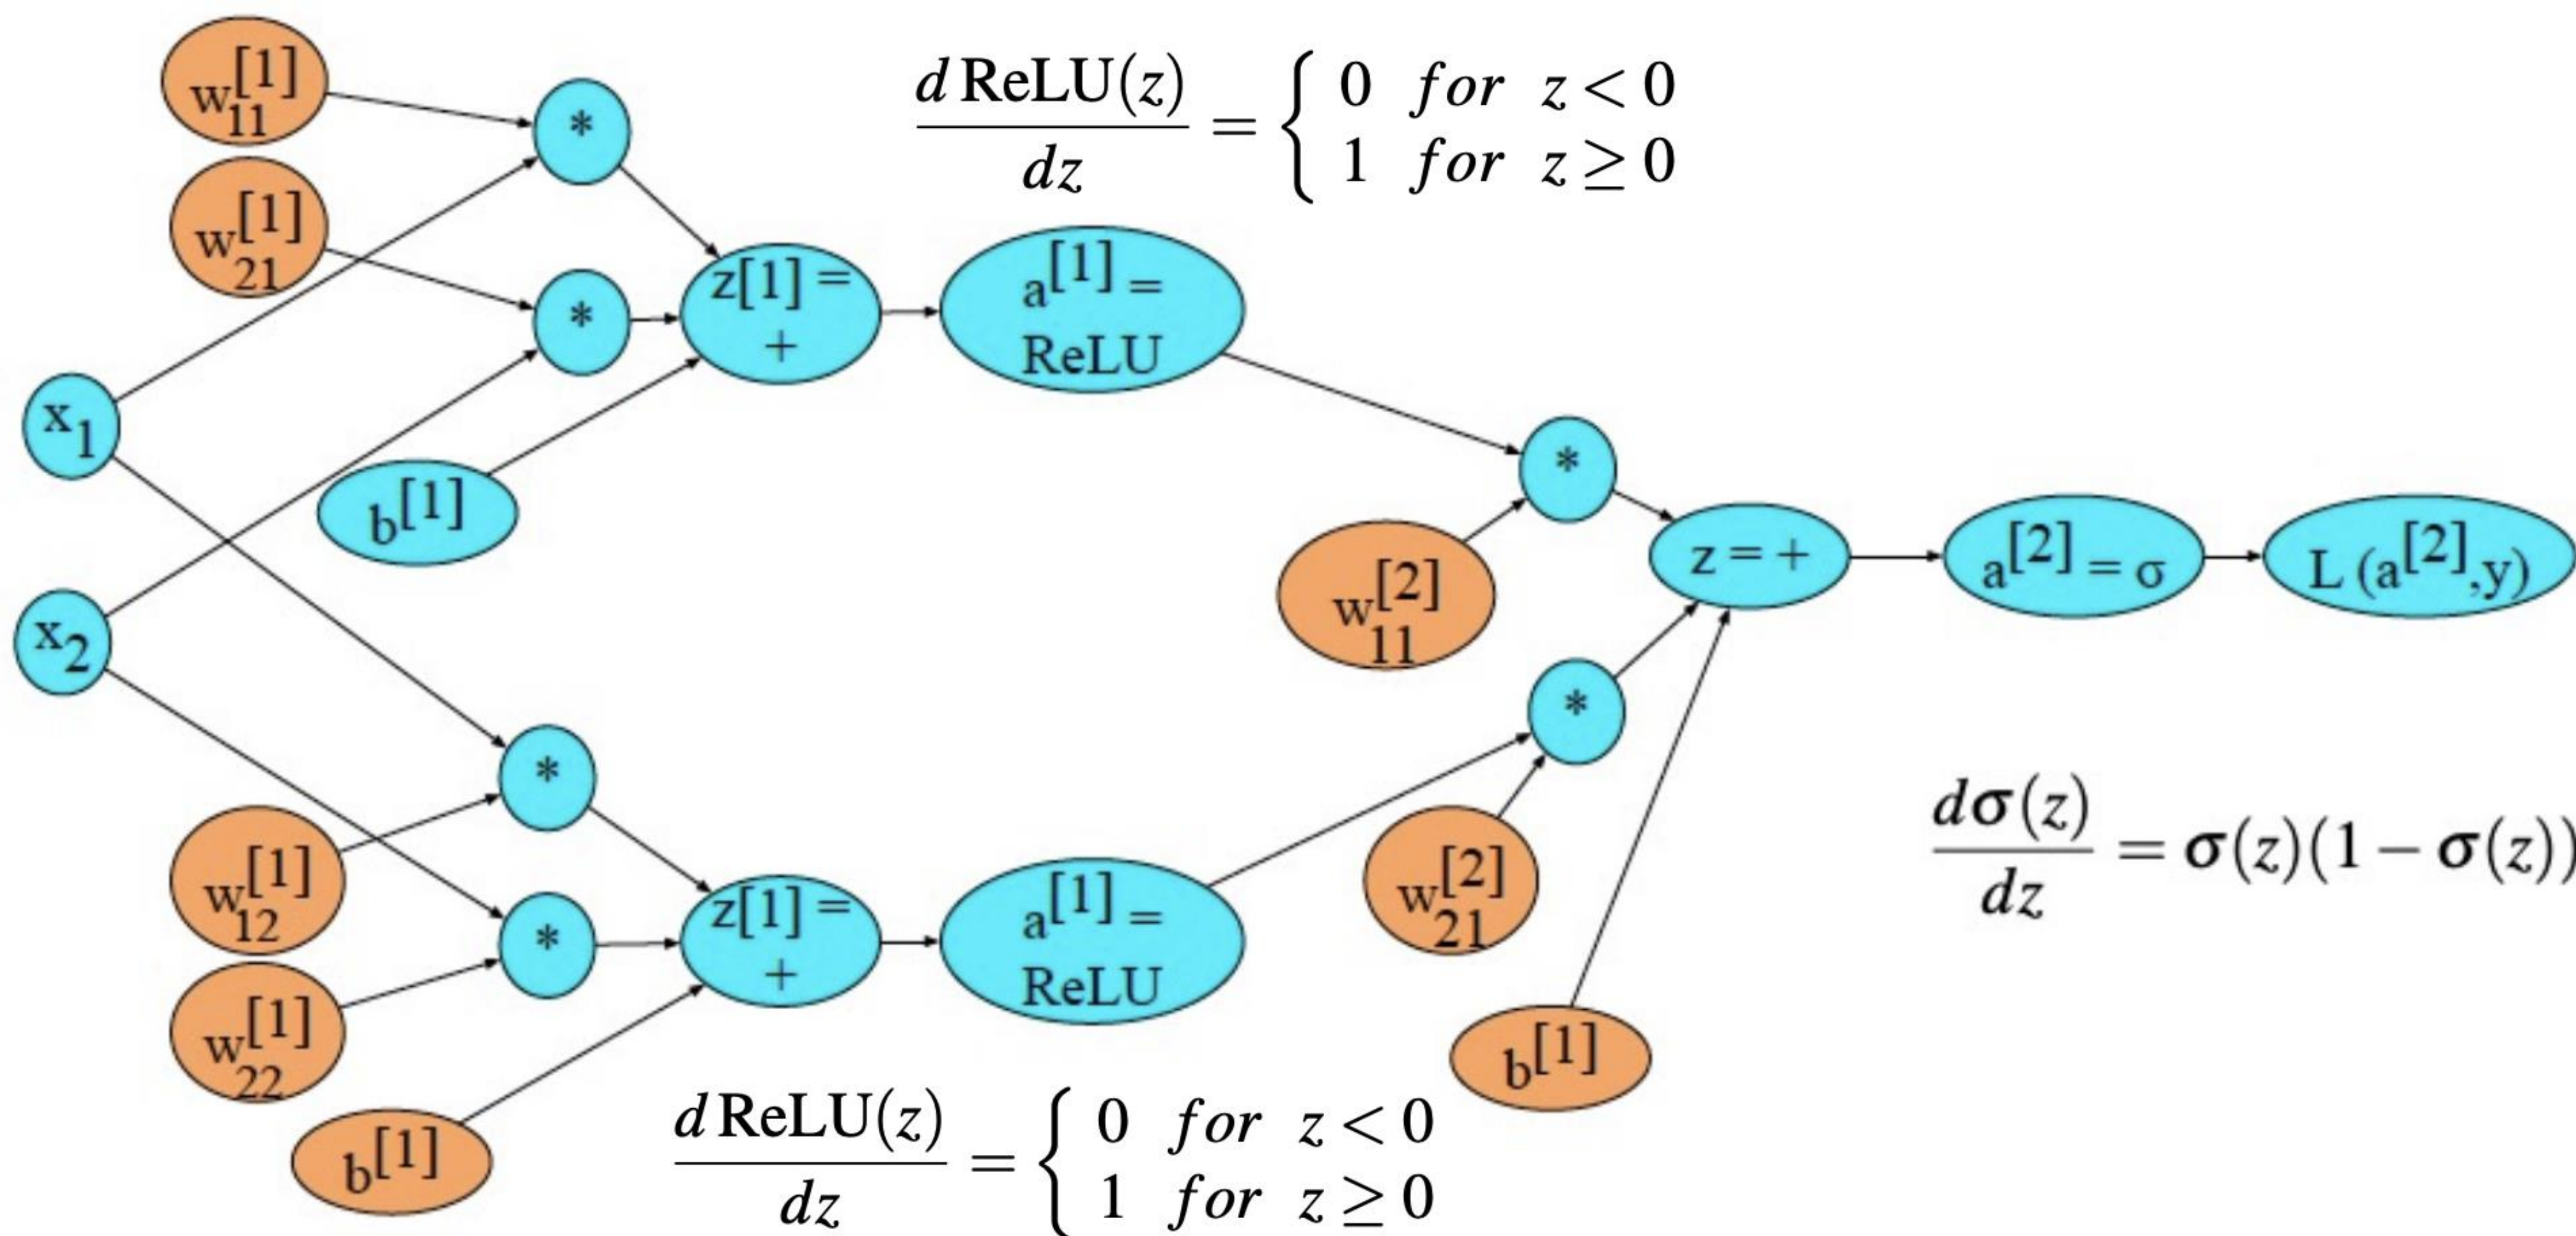 w[1]
11
d ReLU(z)
dz
= { 0 for z < 0
1 for z ≥ 0
*
w[1]
21
*
z[1] =
+
a[1] =
ReLU
x1
b[1]
*
w[2]
11
z = +
a[2] = σ
L (a[2],y)
x2
*
w[2]
21
*
w[1]
12
*
w[1]
22
z[1] =
+
a[1] =
ReLU
dσ(z)
dz
= σ(z)(1 − σ(z))
b[1]
b[1]
d ReLU(z)
dz
= { 0 for z < 0
1 for z ≥ 0